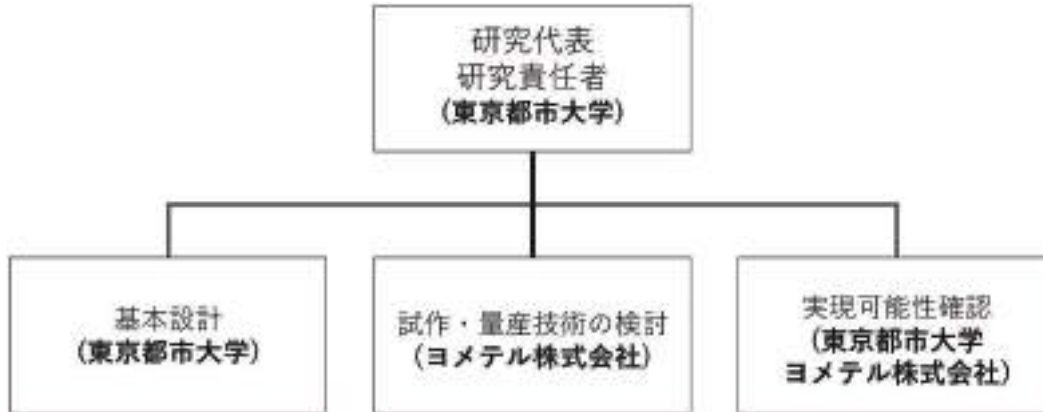 研究代表
研究責任者
(東京都市大学)
基本設計
(東京都市大学)
試作・量産技術の検討
(ヨメテル株式会社)
実現可能性確認
(東京都市大学
ヨメテル株式会社)